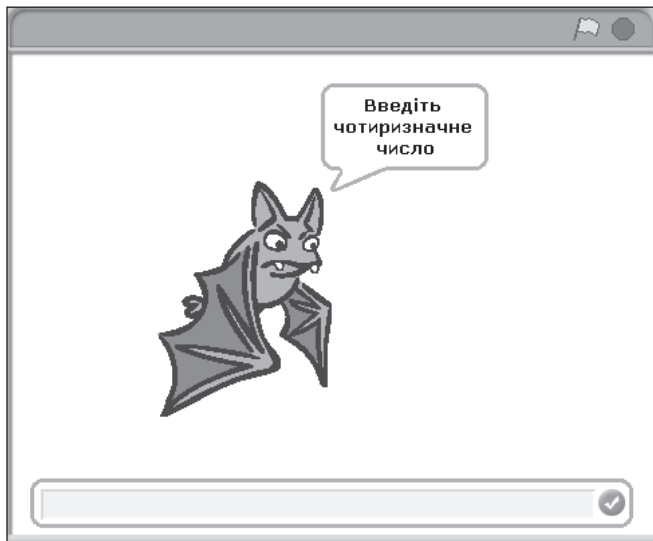 Введіть
чотиризначне
число